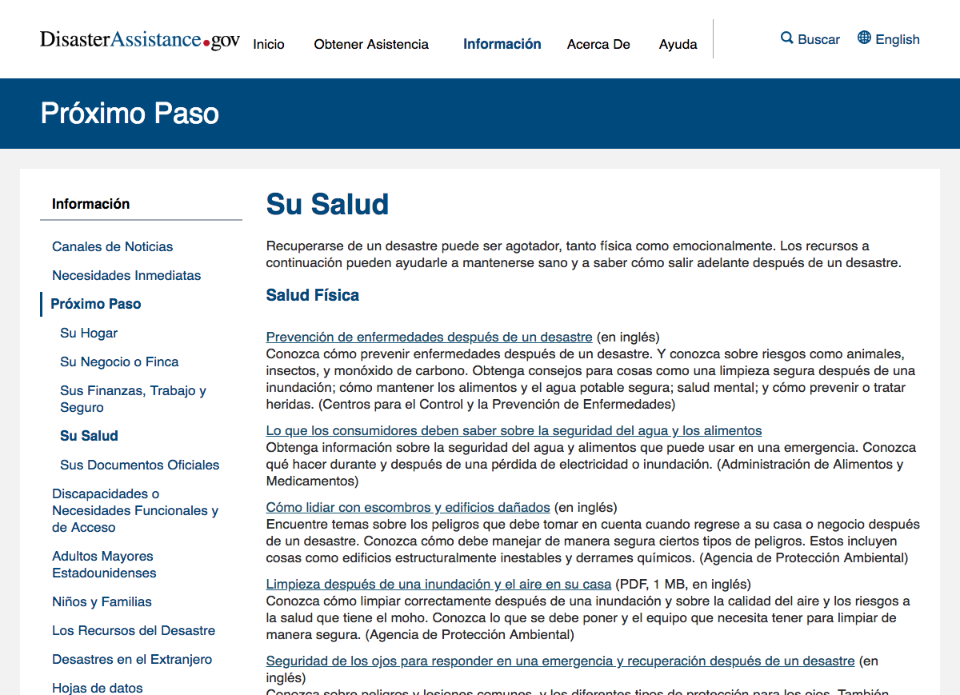 DisasterAssistance.gov
Inicio
Obtener Asistencia
Información
Acerca De
Ayuda
Buscar
English
Próximo Paso
Información
Canales de Noticias
Necesidades Inmediatas
Próximo Paso
Su Hogar
Su Negocio o Finca
Sus Finanzas, Trabajo y
Seguro
Su Salud
Sus Documentos Oficiales
Discapacidades o
Necesidades Funcionales y
de Acceso
Adultos Mayores
Estadounidenses
Niños y Familias
Los Recursos del Desastre
Desastres en el Extranjero
Hojas de datos
Su Salud
Recuperarse de un desastre puede ser agotador, tanto física como emocionalmente. Los recursos a
continuación pueden ayudarle a mantenerse sano y a saber cómo salir adelante después de un desastre.
Salud Física
Prevención de enfermedades después de un desastre (en inglés)
Conozca cómo prevenir enfermedades después de un desastre. Y conozca sobre riesgos como animales,
insectos, y monóxido de carbono. Obtenga consejos para cosas como una limpieza segura después de una
inundación; cómo mantener los alimentos y el agua potable segura; salud mental; y cómo prevenir o tratar
heridas. (Centros para el Control y la Prevención de Enfermedades)
Lo que los consumidores deben saber sobre la seguridad del agua y los alimentos
Obtenga información sobre la seguridad del agua y alimentos que puede usar en una emergencia. Conozca
qué hacer durante y después de una pérdida de electricidad o inundación. (Administración de Alimentos y
Medicamentos)
Cómo lidiar con escombros y edificios dañados (en inglés)
Encuentre temas sobre los peligros que debe tomar en cuenta cuando regrese a su casa o negocio después
de un desastre. Conozca cómo debe manejar de manera segura ciertos tipos de peligros. Estos incluyen
cosas como edificios estructuralmente inestables y derrames químicos. (Agencia de Protección Ambiental)
Limpieza después de una inundación y el aire en su casa (PDF, 1 MB, en inglés)
Conozca cómo limpiar correctamente después de una inundación y sobre la calidad del aire y los riesgos a
la salud que tiene el moho. Conozca lo que se debe poner y el equipo que necesita tener para limpiar de
manera segura. (Agencia de Protección Ambiental)
Seguridad de los ojos para responder en una emergencia y recuperación después de un desastre (en
inglés)
Conozca sobre peligros y lesiones comunes, y los diferentes tipos de protección para los ojos. También